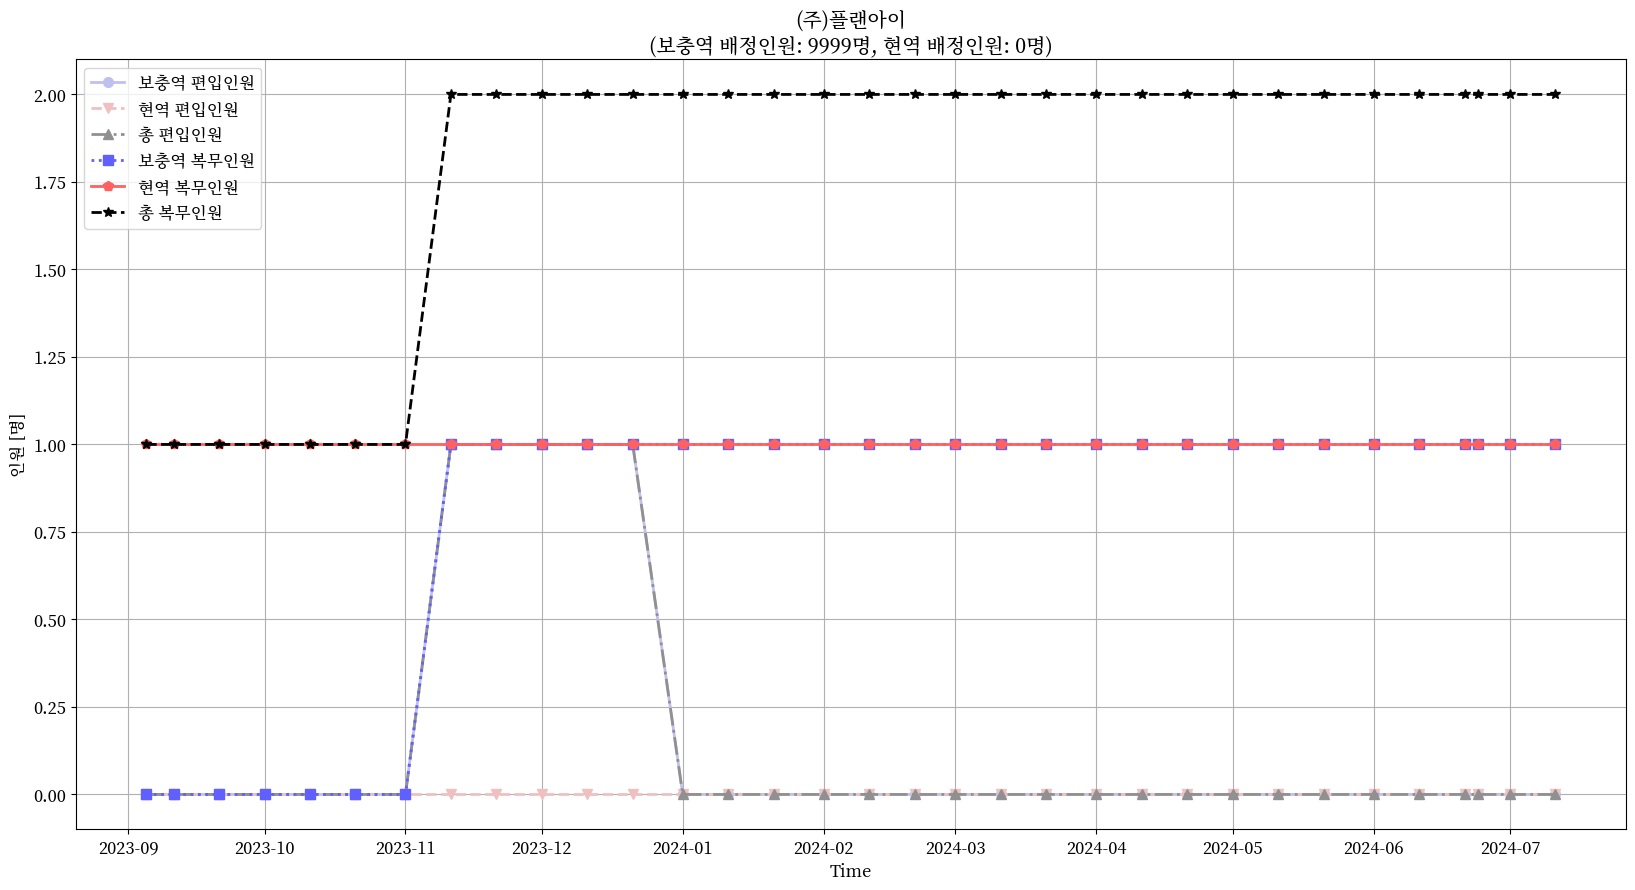 (주)플랜아이
(보충역 배정인원: 9999명, 현역 배정인원: 0명)
보충역 편입인원
현역 편입인원
총 편입인원
보충역 복무인원
현역 복무인원
총 복무인원
인원 [명]
2.00
1.75
1.50
1.25
1.00
0.75
0.50
0.25
0.00
2023-09 2023-10 2023-11 2023-12 2024-01 2024-02 2024-03 2024-04 2024-05 2024-06 2024-07
Time